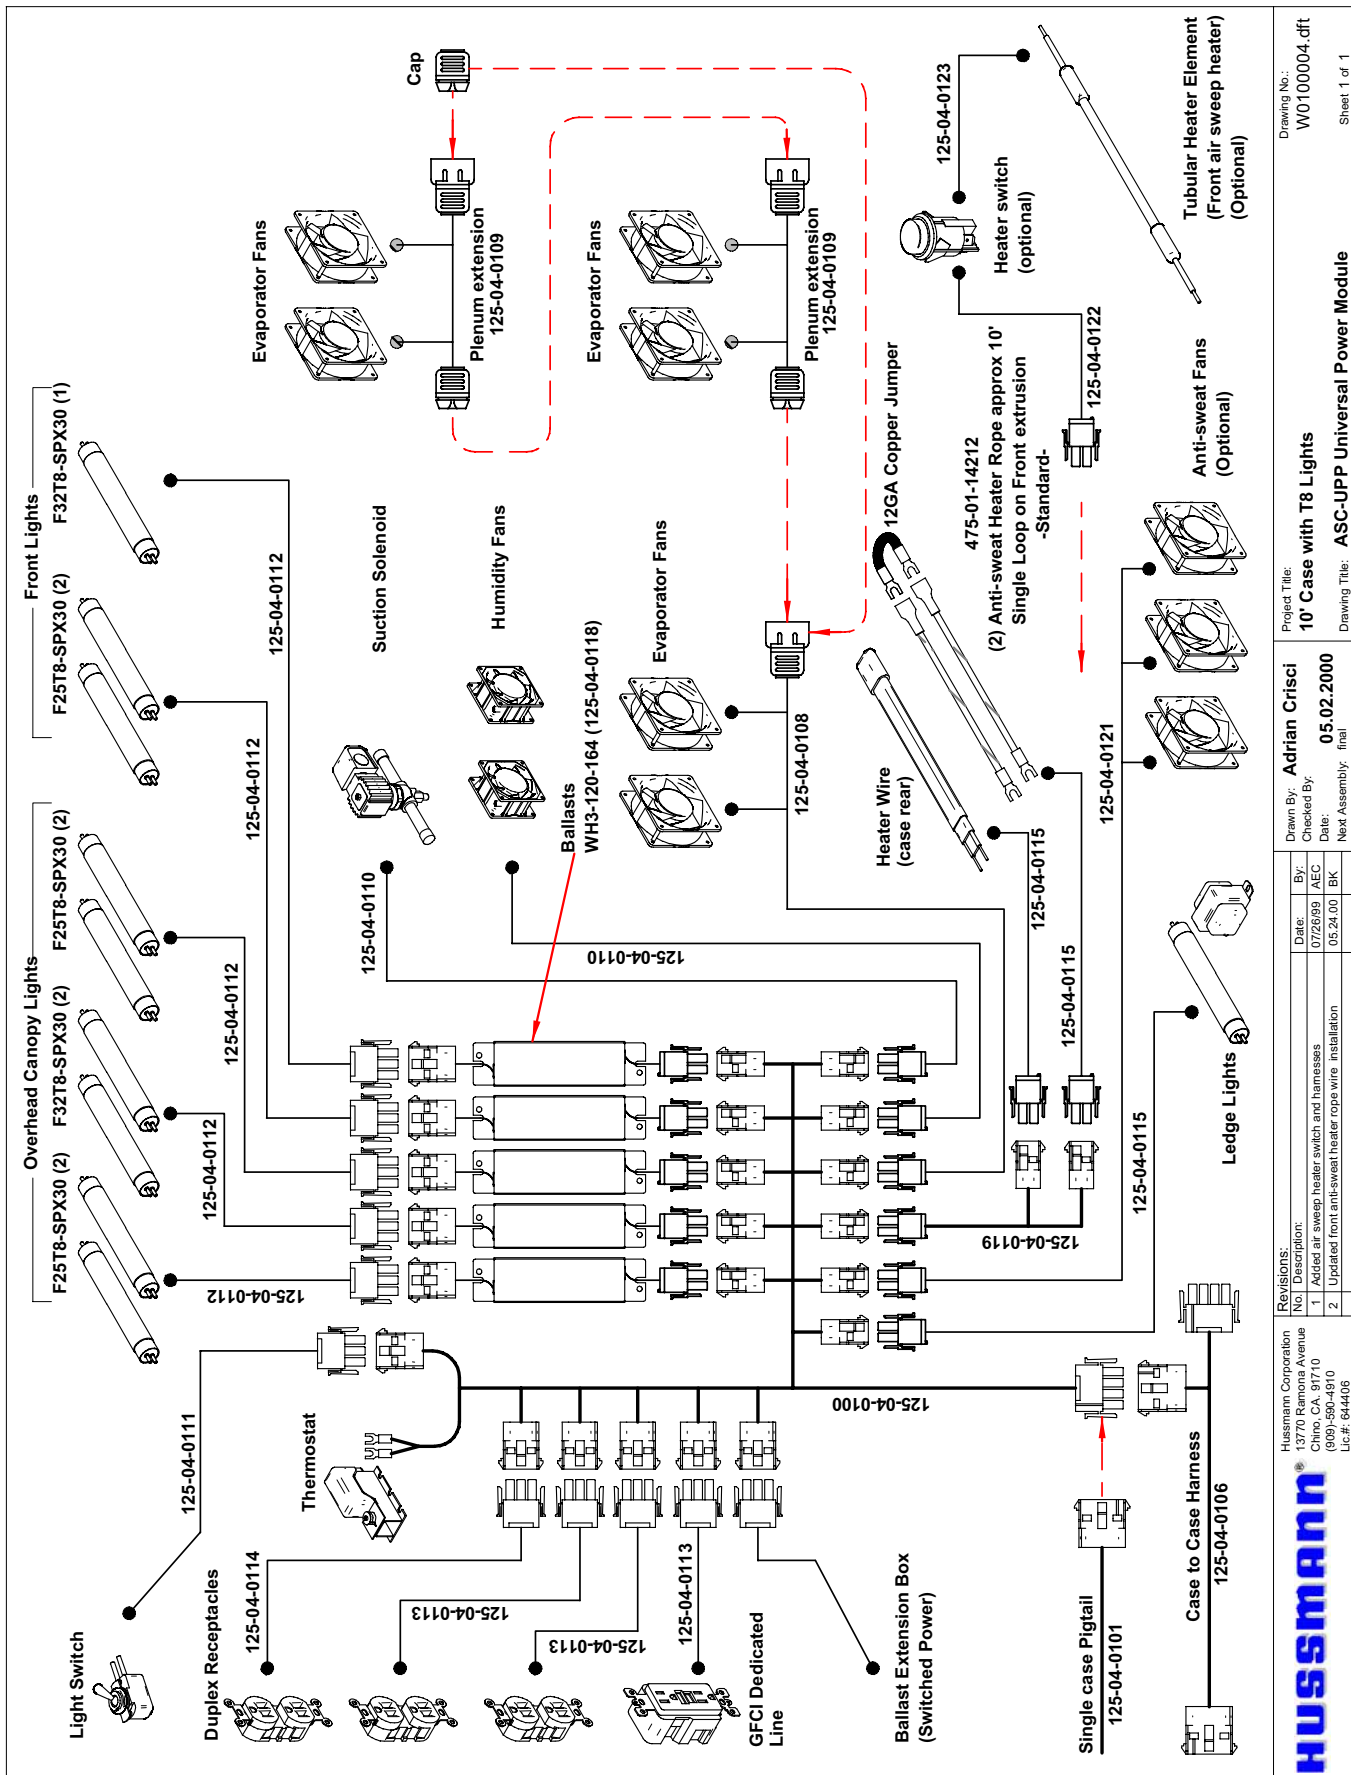 Overhead Canopy Lights
Front Lights
F25T8-SPX30 (2)
F32T8-SPX30 (2)
F25T8-SPX30 (2)
F25T8-SPX30 (2)
F32T8-SPX30 (1)
125-04-0112
125-04-0112
125-04-0112
125-04-0112
125-04-0112
Light Switch
125-04-0111
Thermostat
Duplex Receptacles
125-04-0114
125-04-0113
125-04-0113
125-04-0113
GFCI Dedicated
Line
Ballast Extension Box
(Switched Power)
125-04-0100
Single case Pigtail
125-04-0101
Case to Case Harness
125-04-0106
Suction Solenoid
125-04-0110
Humidity Fans
125-04-0110
Ballasts
WH3-120-164 (125-04-0118)
Evaporator Fans
125-04-0108
Evaporator Fans
Plenum extension
125-04-0109
Evaporator Fans
Plenum extension
125-04-0109
Cap
Heater Wire
(case rear)
125-04-0115
125-04-0115
125-04-0119
12GA Copper Jumper
475-01-14212
(2) Anti-sweat Heater Rope approx 10'
Single Loop on Front extrusion
-Standard-
125-04-0123
Heater switch
(optional)
125-04-0122
Tubular Heater Element
(Front air sweep heater)
(Optional)
Anti-sweat Fans
(Optional)
125-04-0121
125-04-0115
Ledge Lights
HUSSMANN®
Hussmann Corporation
13770 Ramona Avenue
Chino, CA. 91710
(909)-590-4910
Lic.#: 644406
Revisions:
No. Description: Date: By:
1 Added air sweep heater switch and harnesses 07/26/99 AEC
2 Updated front anti-sweat heater rope wire installation 05.24.00 BK
Drawn By: Adrian Crisci
Checked By:
Date: 05.02.2000
Next Assembly: final
Project Title:
10' Case with T8 Lights
Drawing Title: ASC-UPP Universal Power Module
Drawing No.:
W0100004.dft
Sheet 1 of 1